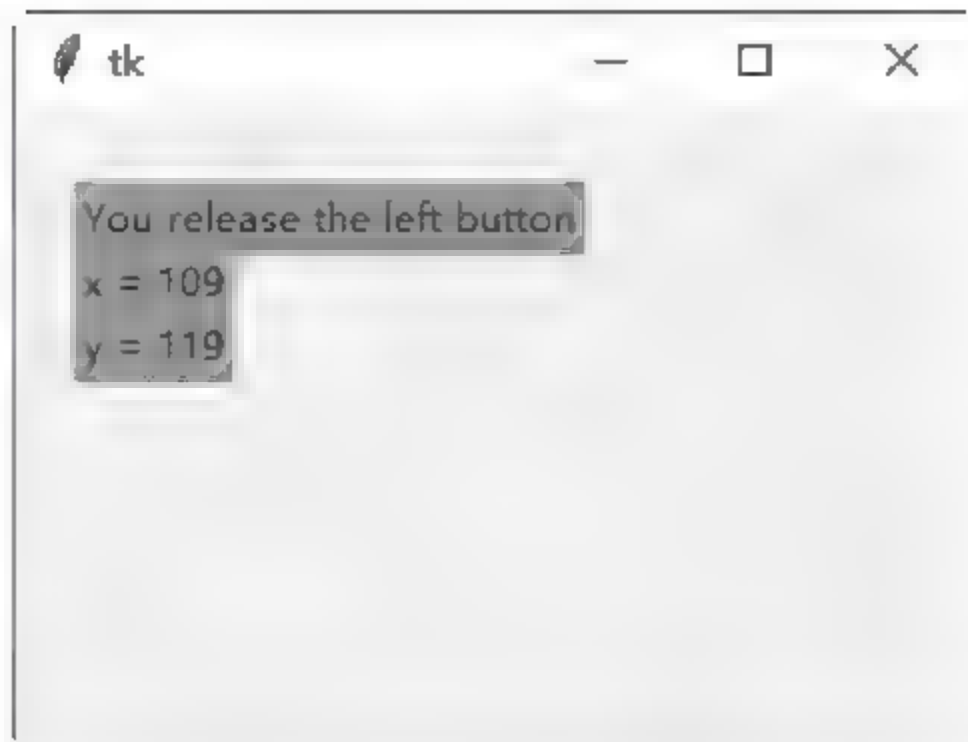 tk
You release the left button
x = 109
y = 119